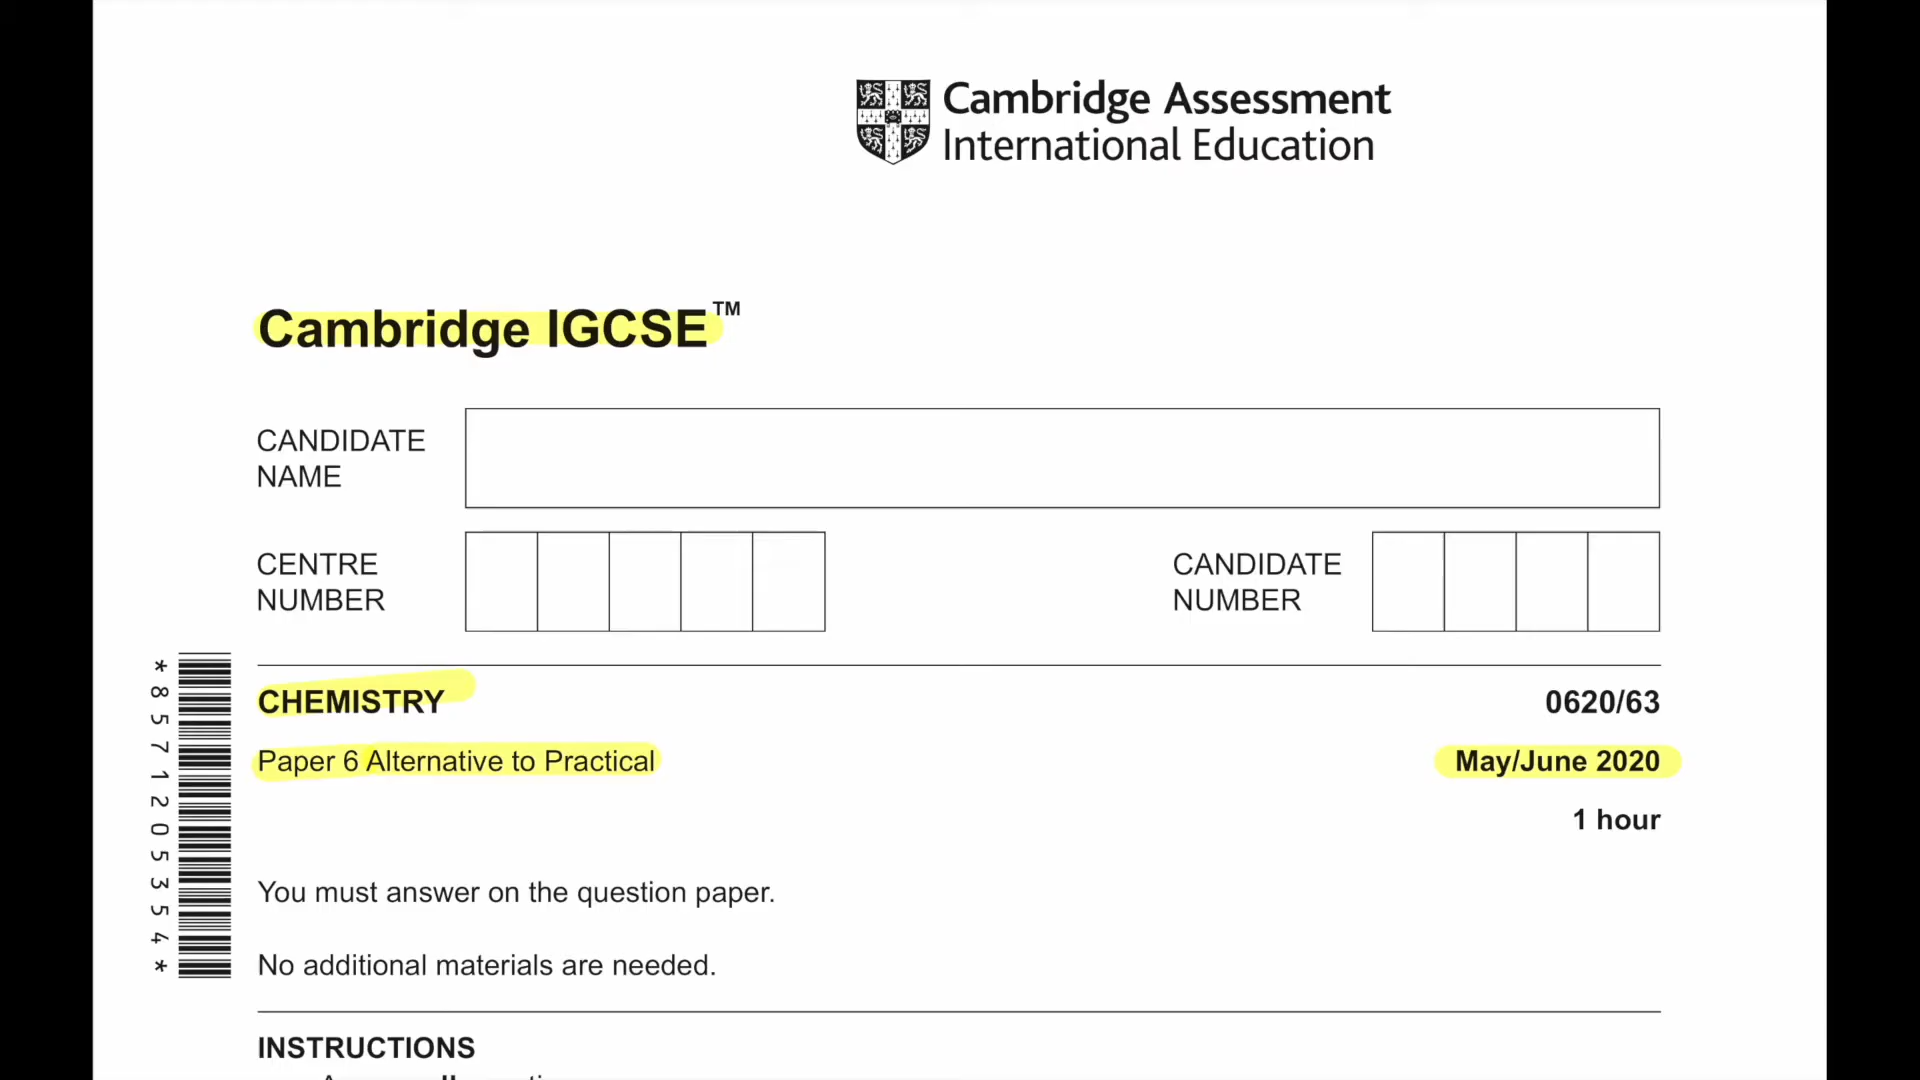 Cambridge Assessment
International Education
Cambridge IGCSE™
CANDIDATE
NAME
CENTRE
NUMBER
CANDIDATE
NUMBER
*8571205354*
CHEMISTRY 0620/63
Paper 6 Alternative to Practical May/June 2020
1 hour
You must answer on the question paper.
No additional materials are needed.
INSTRUCTIONS